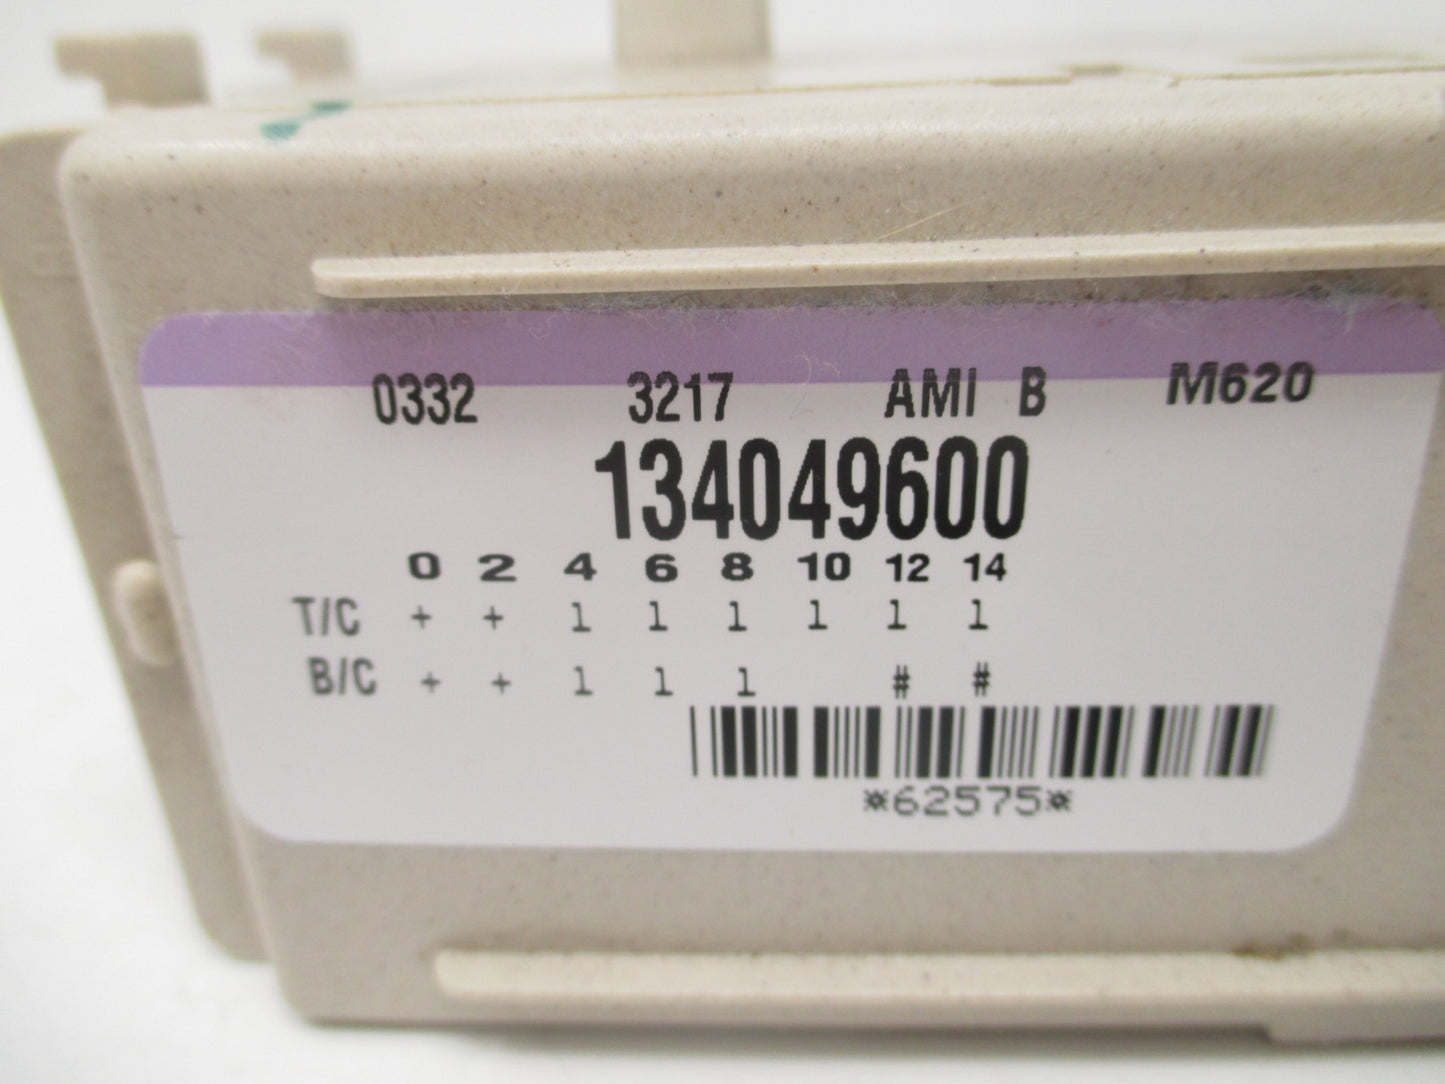 0332 3217 AMI B M620
134049600
0 2 4 6 8 10 12 14
T/C + + 1 1 1 1 1 1
B/C + + 1 1 1 # #
*62575*